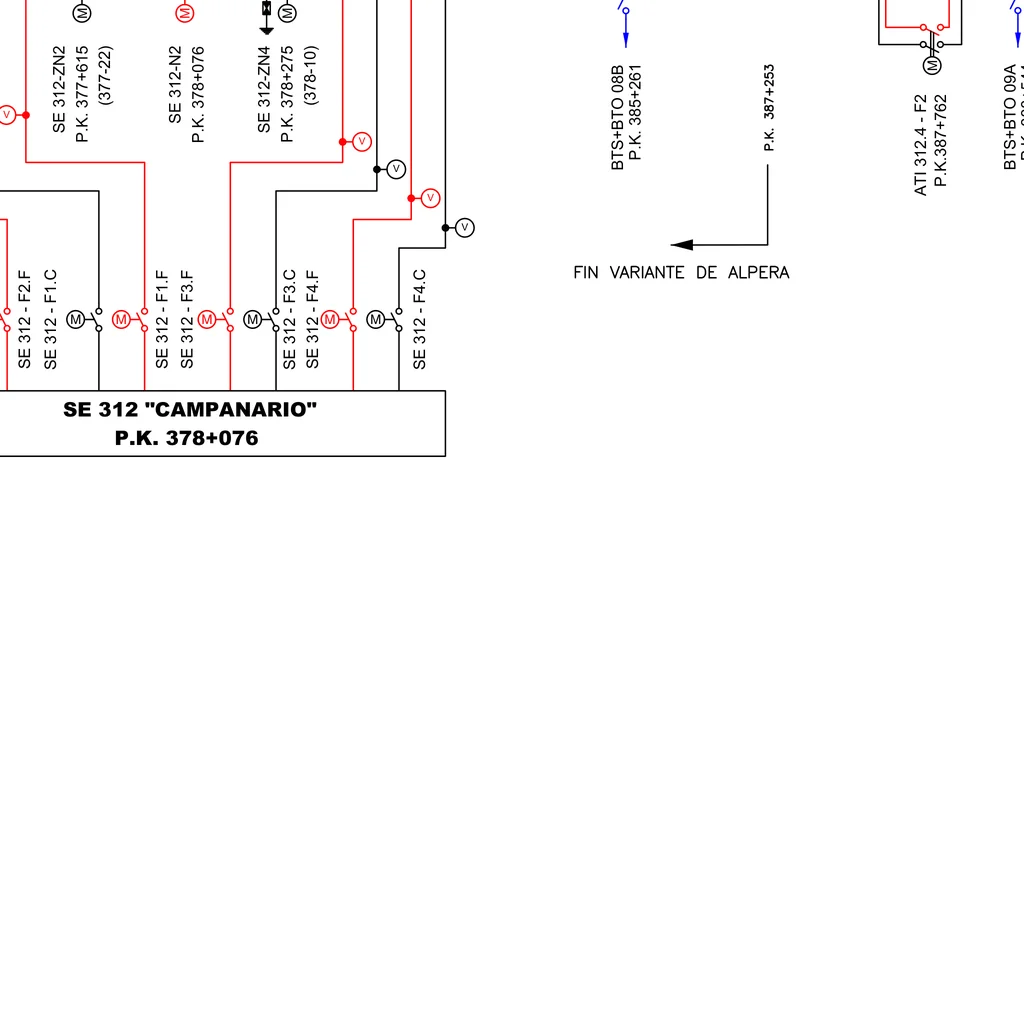 SE 312-ZN2
P.K. 377+615
(377-22)
SE 312-N2
P.K. 378+076
SE 312-ZN4
P.K. 378+275
(378-10)
BTS+BTO 08B
P.K. 385+261
P.K. 387+253
ATI 312.4 - F2
P.K.387+762
BTS+BTO 09A
M
M
M
M
V
V
V
V
V
FIN VARIANTE DE ALPERA
SE 312 - F2.F
SE 312 - F1.C
SE 312 - F1.F
SE 312 - F3.F
SE 312 - F3.C
SE 312 - F4.F
SE 312 - F4.C
M
M
M
M
M
M
SE 312 "CAMPANARIO"
P.K. 378+076